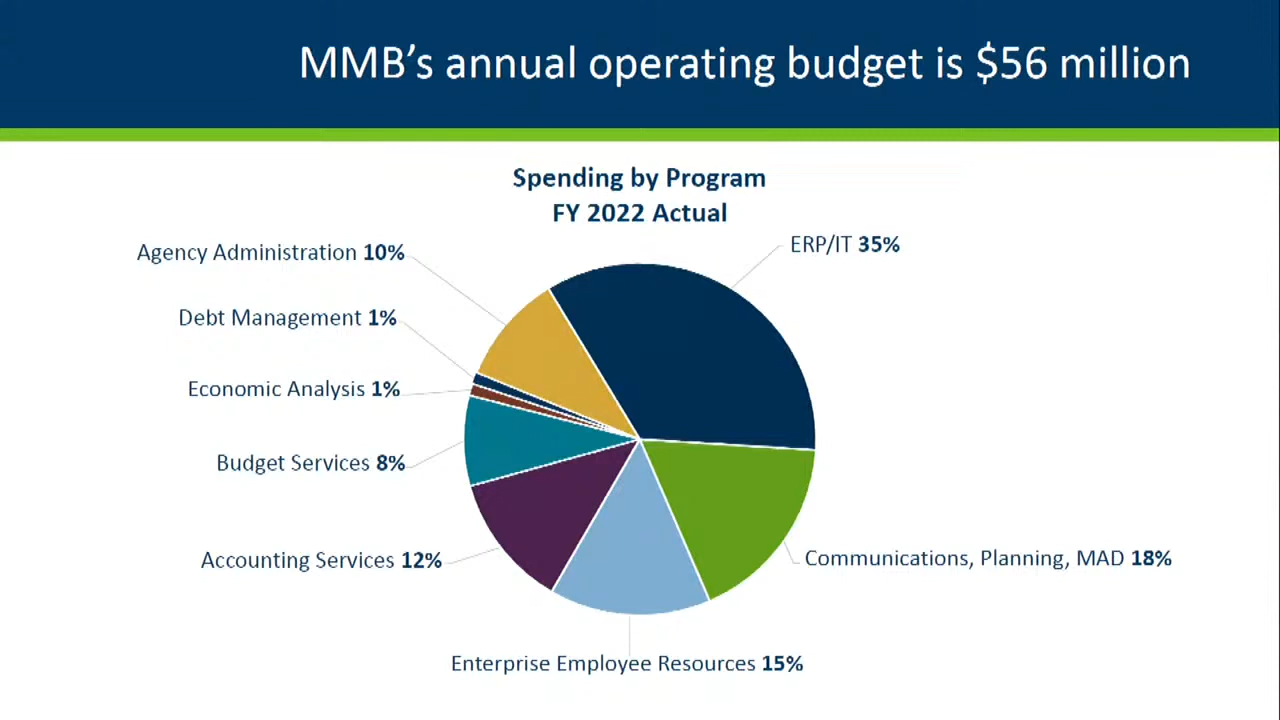 MMB’s annual operating budget is $56 million
Spending by Program
FY 2022 Actual
ERP/IT 35%
Agency Administration 10%
Debt Management 1%
Economic Analysis 1%
Budget Services 8%
Accounting Services 12%
Communications, Planning, MAD 18%
Enterprise Employee Resources 15%